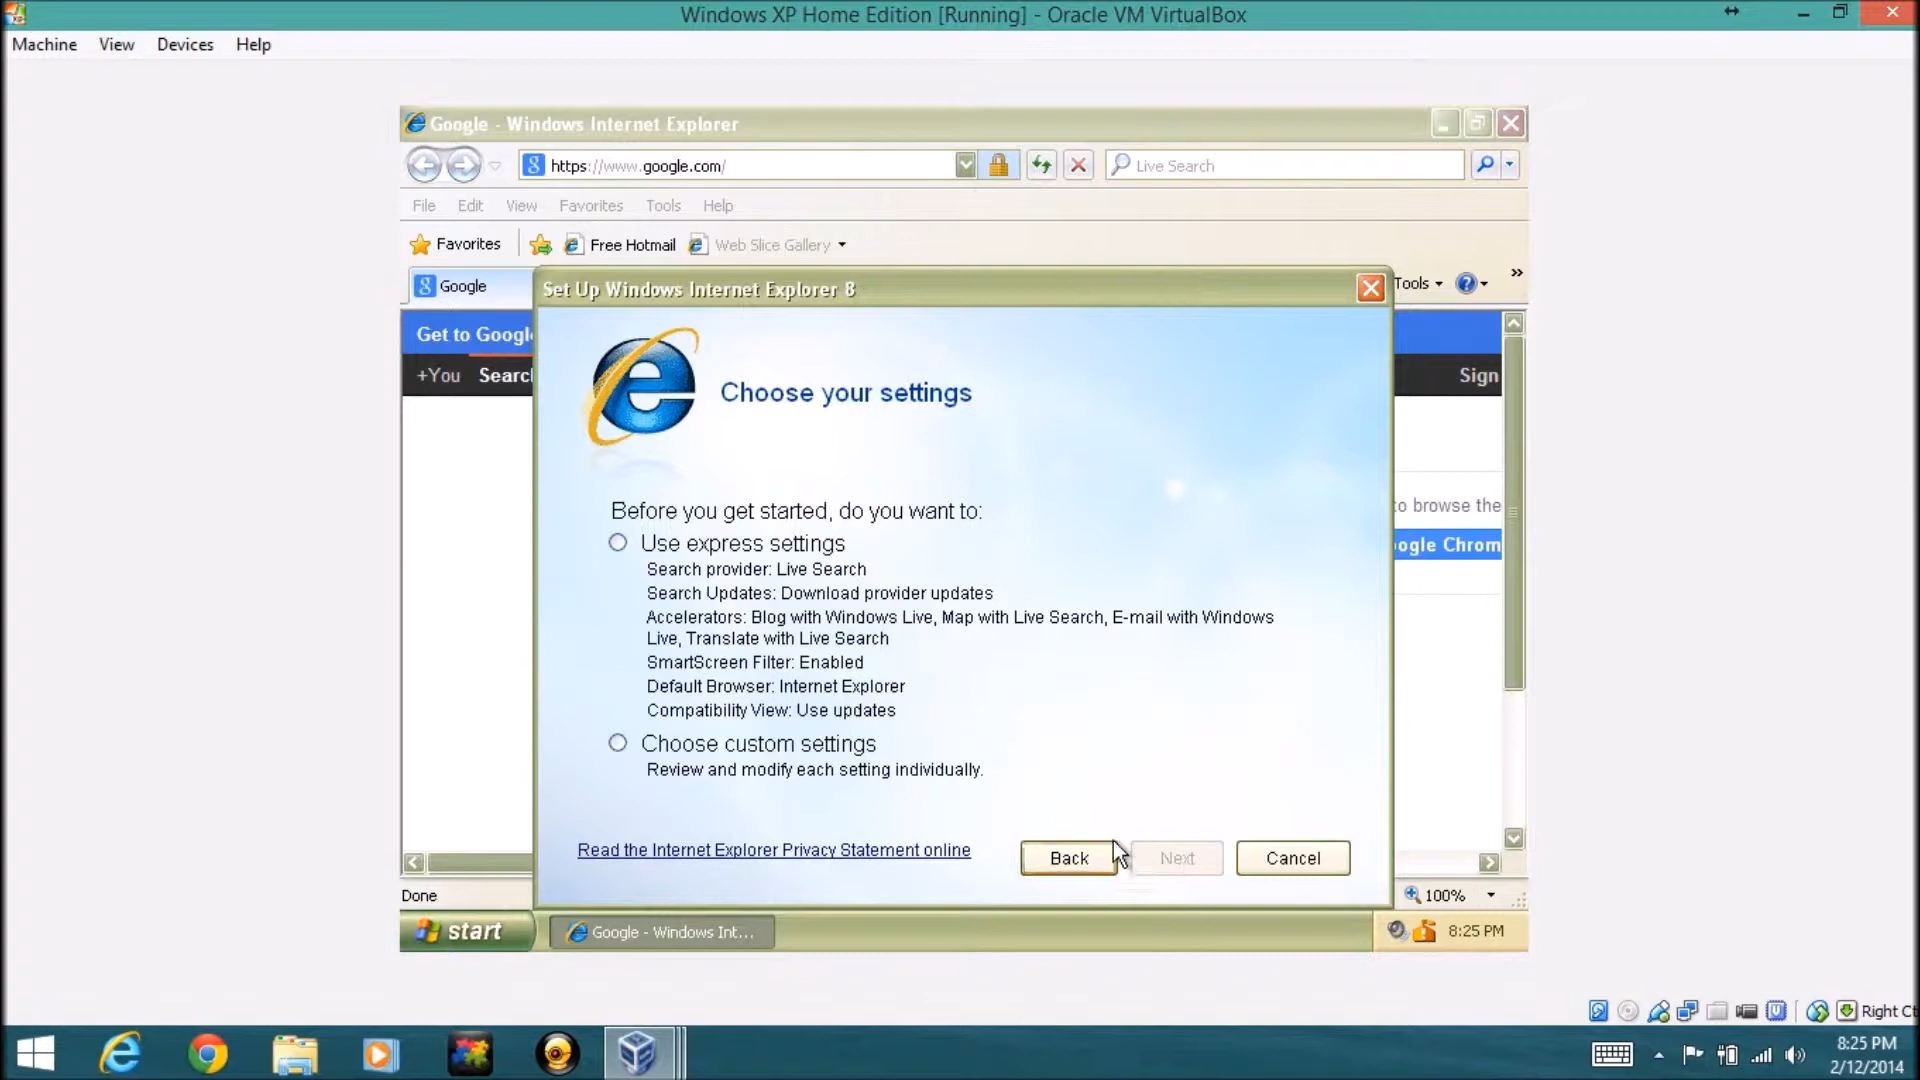 Windows XP Home Edition [Running] - Oracle VM VirtualBox
Machine View Devices Help
Google - Windows Internet Explorer
https://www.google.com/
Live Search
File Edit View Favorites Tools Help
Favorites Free Hotmail Web Slice Gallery
Google
Tools
Set Up Windows Internet Explorer 8
Get to Googl
+You Searc
Sign
Choose your settings
to browse the
ogle Chrom
Before you get started, do you want to:
Use express settings
Search provider: Live Search
Search Updates: Download provider updates
Accelerators: Blog with Windows Live, Map with Live Search, E-mail with Windows
Live, Translate with Live Search
SmartScreen Filter: Enabled
Default Browser: Internet Explorer
Compatibility View: Use updates
Choose custom settings
Review and modify each setting individually.
Read the Internet Explorer Privacy Statement online
Back Next Cancel
Done
100%
start
Google - Windows Int...
8:25 PM
Right Ct
8:25 PM
2/12/2014